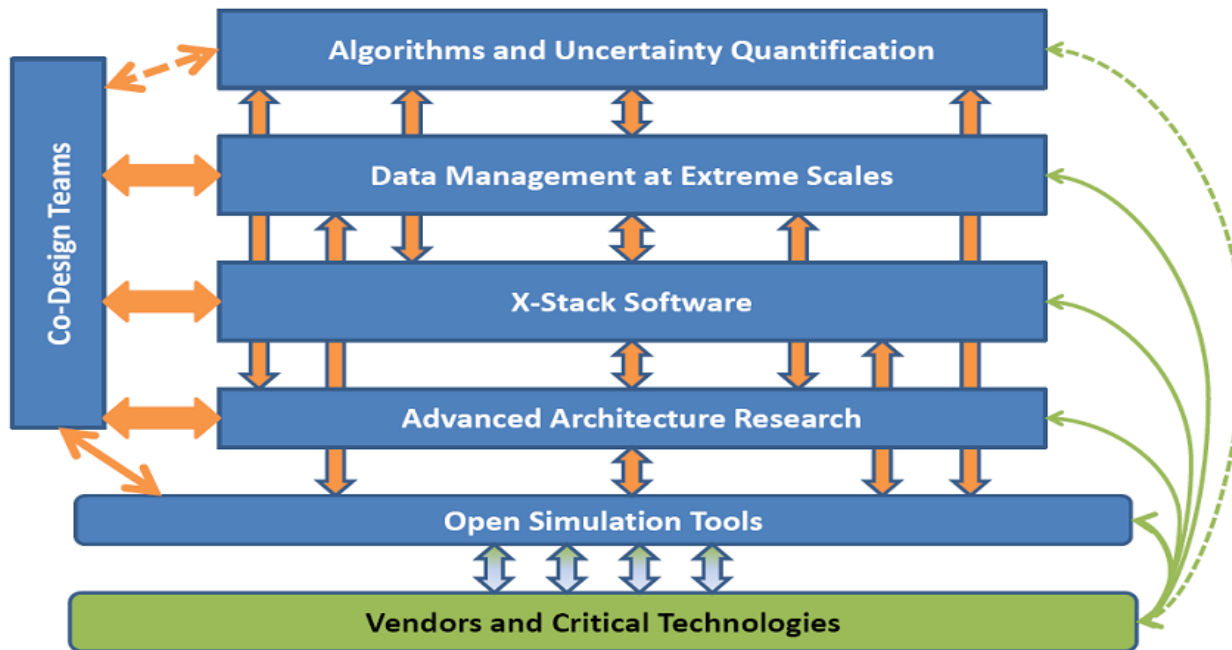 Algorithms and Uncertainty Quantification
Co-Design Teams
Data Management at Extreme Scales
X-Stack Software
Advanced Architecture Research
Open Simulation Tools
Vendors and Critical Technologies